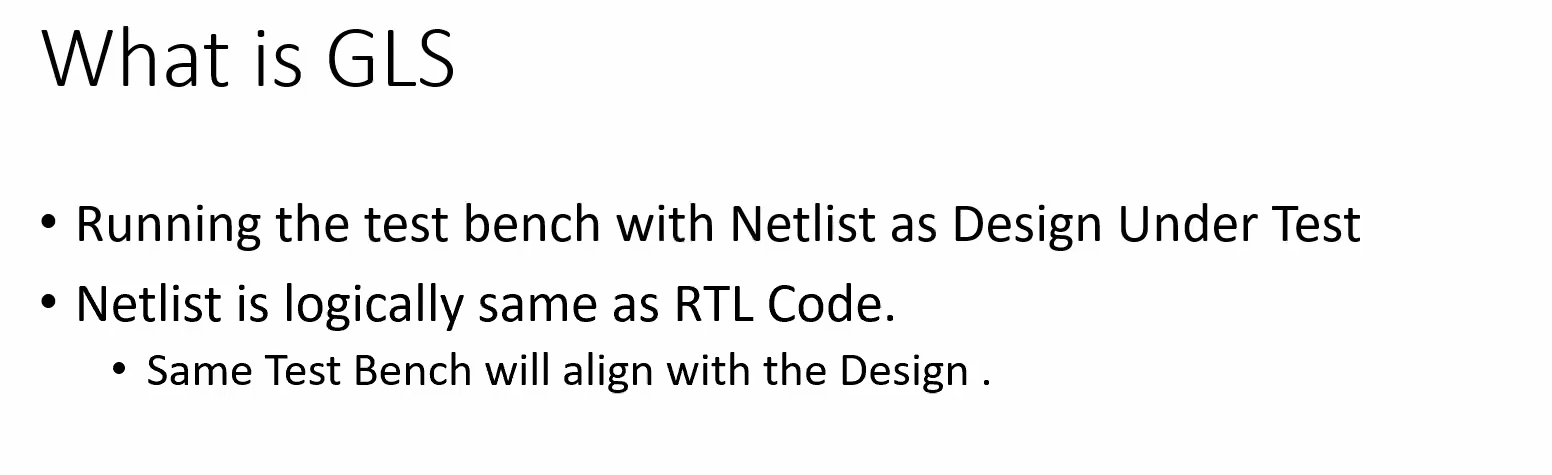 What is GLS
• Running the test bench with Netlist as Design Under Test
• Netlist is logically same as RTL Code.
• Same Test Bench will align with the Design .